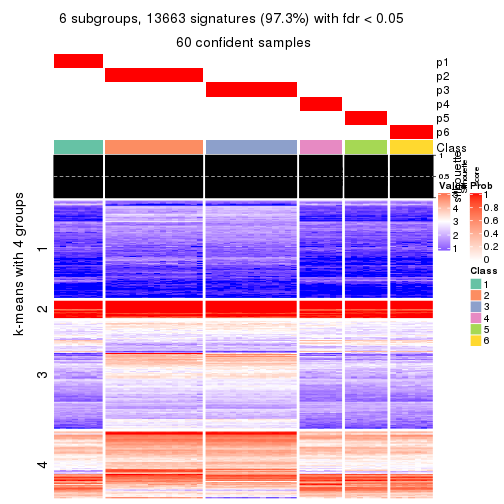 6 subgroups, 13663 signatures (97.3%) with fdr < 0.05
60 confident samples
p1
p2
p3
p4
p5
p6
Class
1
0.5
Silhouette
score
k-means with 4 groups
1
2
3
4
Value
5
4
3
2
1
Prob
1
0.8
0.6
0.4
0.2
0
Class
1
2
3
4
5
6